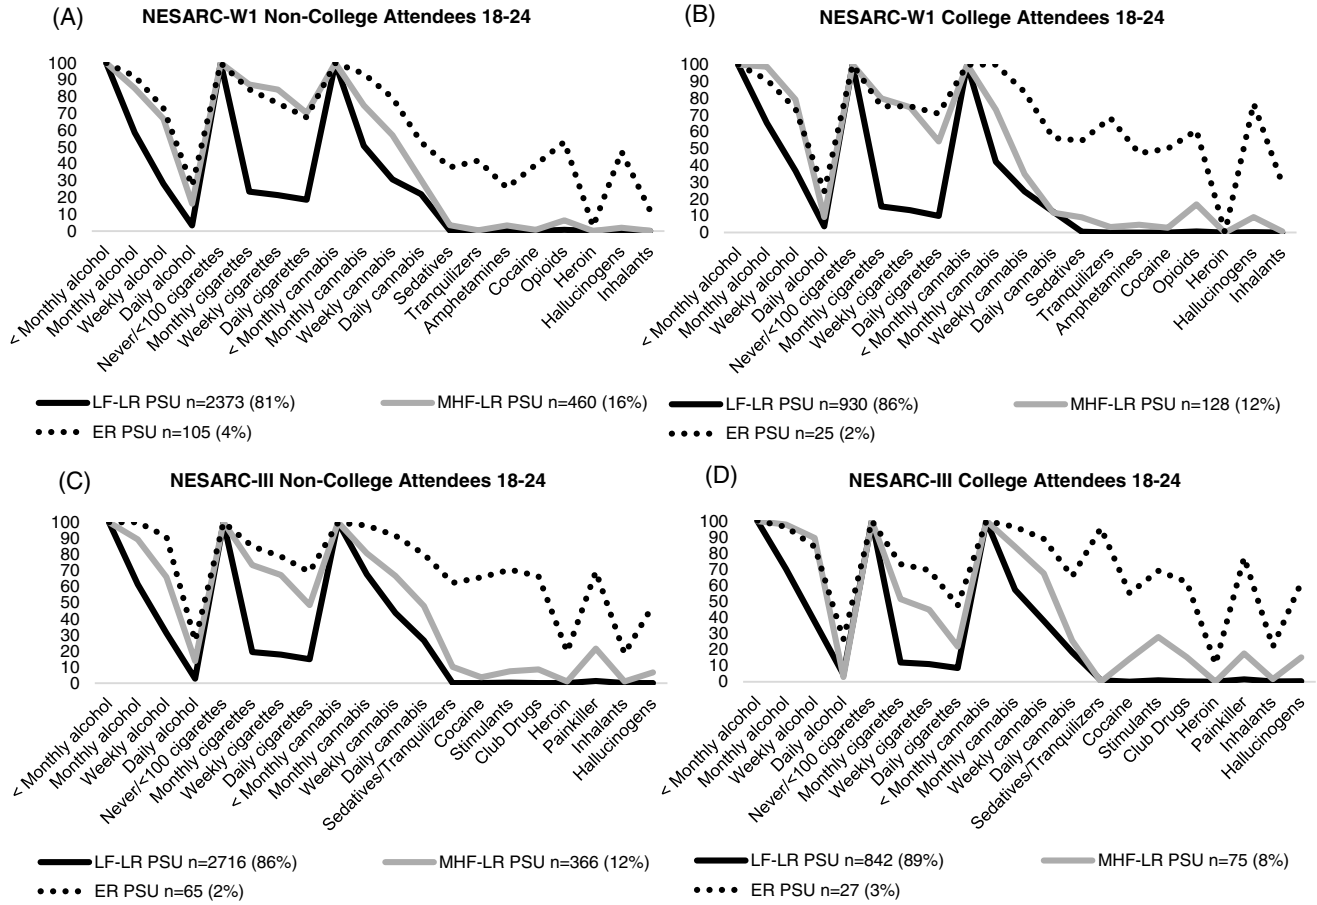 (A)
NESARC-W1 Non-College Attendees 18-24
100
90
80
70
60
50
40
30
20
10
0
< Monthly alcohol
Monthly alcohol
Weekly alcohol
Daily alcohol
Never/<100 cigarettes
Monthly cigarettes
Weekly cigarettes
Daily cigarettes
< Monthly cannabis
Monthly cannabis
Weekly cannabis
Daily cannabis
Sedatives
Tranquilizers
Amphetamines
Cocaine
Opioids
Heroin
Hallucinogens
Inhalants
LF-LR PSU n=2373 (81%)
MHF-LR PSU n=460 (16%)
ER PSU n=105 (4%)
(B)
NESARC-W1 College Attendees 18-24
100
90
80
70
60
50
40
30
20
10
0
< Monthly alcohol
Monthly alcohol
Weekly alcohol
Daily alcohol
Never/<100 cigarettes
Monthly cigarettes
Weekly cigarettes
Daily cigarettes
< Monthly cannabis
Monthly cannabis
Weekly cannabis
Daily cannabis
Sedatives
Tranquilizers
Amphetamines
Cocaine
Opioids
Heroin
Hallucinogens
Inhalants
LF-LR PSU n=930 (86%)
MHF-LR PSU n=128 (12%)
ER PSU n=25 (2%)
(C)
NESARC-III Non-College Attendees 18-24
100
90
80
70
60
50
40
30
20
10
0
< Monthly alcohol
Monthly alcohol
Weekly alcohol
Daily alcohol
Never/<100 cigarettes
Monthly cigarettes
Weekly cigarettes
Daily cigarettes
< Monthly cannabis
Monthly cannabis
Weekly cannabis
Daily cannabis
Sedatives/Tranquilizers
Cocaine
Stimulants
Club Drugs
Heroin
Painkiller
Inhalants
Hallucinogens
LF-LR PSU n=2716 (86%)
MHF-LR PSU n=366 (12%)
ER PSU n=65 (2%)
(D)
NESARC-III College Attendees 18-24
100
90
80
70
60
50
40
30
20
10
0
< Monthly alcohol
Monthly alcohol
Weekly alcohol
Daily alcohol
Never/<100 cigarettes
Monthly cigarettes
Weekly cigarettes
Daily cigarettes
< Monthly cannabis
Monthly cannabis
Weekly cannabis
Daily cannabis
Sedatives/Tranquilizers
Cocaine
Stimulants
Club Drugs
Heroin
Painkiller
Inhalants
Hallucinogens
LF-LR PSU n=842 (89%)
MHF-LR PSU n=75 (8%)
ER PSU n=27 (3%)